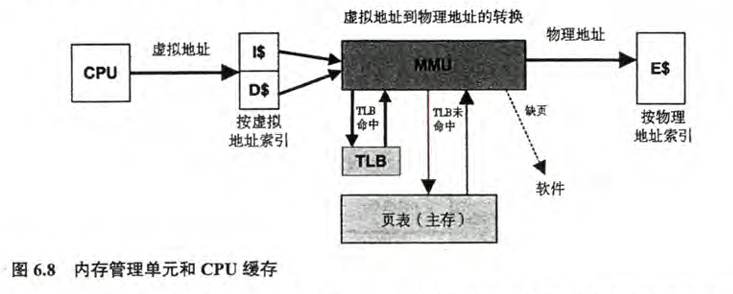 虚拟地址到物理地址的转换
虚拟地址
物理地址
CPU
I$
D$
MMU
E$
按虚拟
地址索引
TLB
命中
TLB未
命中
缺页
按物理
地址索引
TLB
软件
页表（主存）
图 6.8 内存管理单元和 CPU 缓存